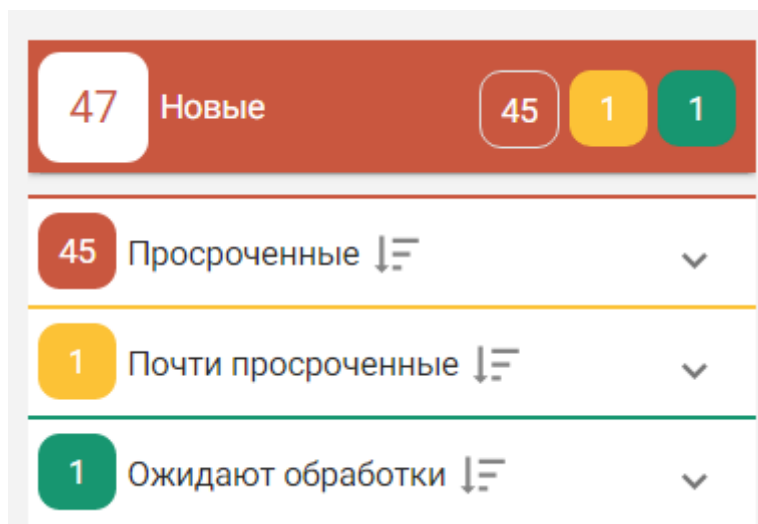 47 Новые 45 1 1
45 Просроченные
1 Почти просроченные
1 Ожидают обработки